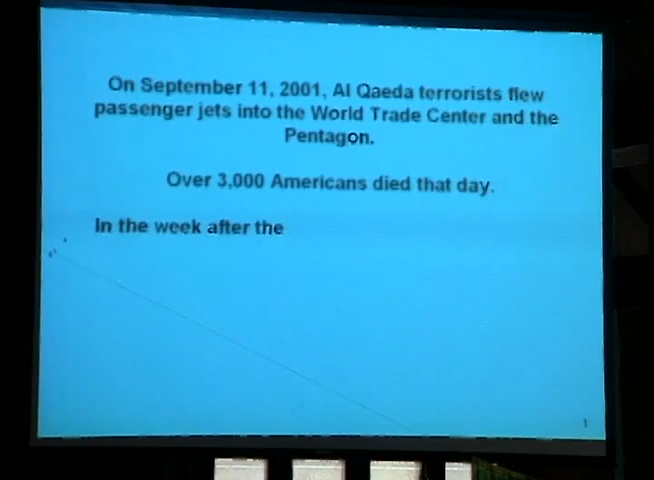 On September 11, 2001, Al Qaeda terrorists flew
passenger jets into the World Trade Center and the
Pentagon.
Over 3,000 Americans died that day.
In the week after the
1